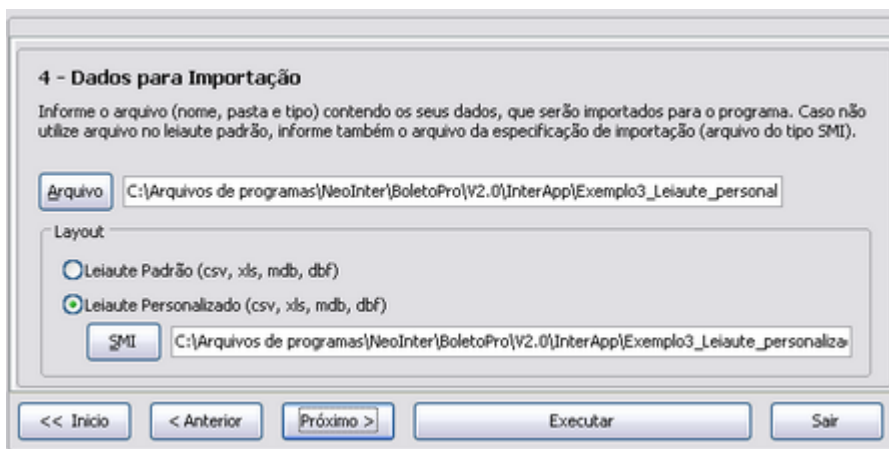 4 - Dados para Importação
Informe o arquivo (nome, pasta e tipo) contendo os seus dados, que serão importados para o programa. Caso não
utilize arquivo no leiaute padrão, informe também o arquivo da especificação de importação (arquivo do tipo SMI).
Arquivo C:\Arquivos de programas\NeoInter\BoletoPro\V2.0\InterApp\Exemplo3_Leiaute_personal
Layout
Leiaute Padrão (csv, xls, mdb, dbf)
Leiaute Personalizado (csv, xls, mdb, dbf)
SMI C:\Arquivos de programas\NeoInter\BoletoPro\V2.0\InterApp\Exemplo3_Leiaute_personaliza
<< Inicio < Anterior Próximo > Executar Sair